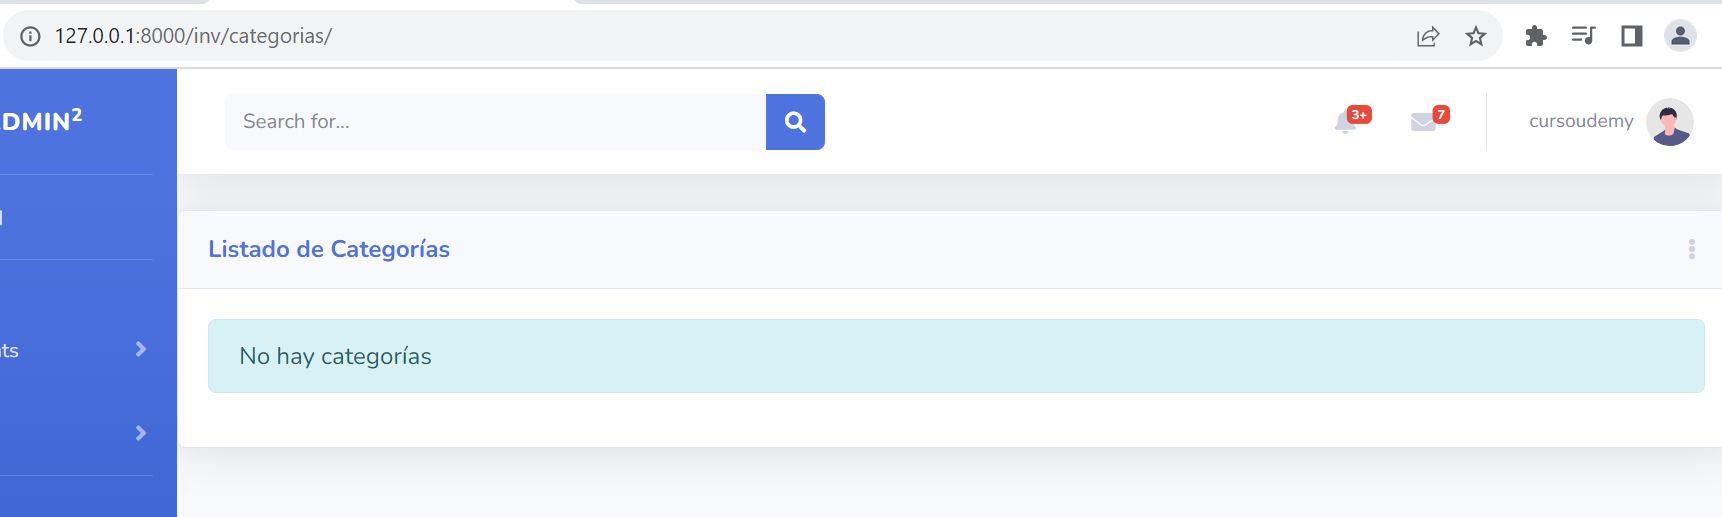 127.0.0.1:8000/inv/categorias/
DMIN²
Search for...
3+
7
cursoudemy
Listado de Categorías
No hay categorías